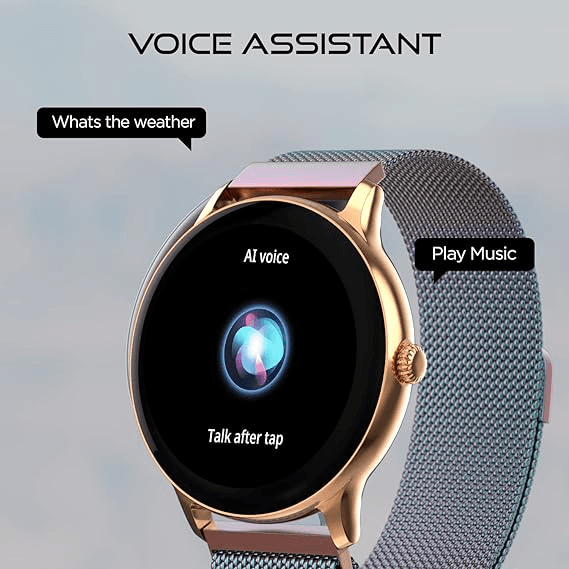 VOICE ASSISTANT
Whats the weather
AI voice
Play Music
Talk after tap